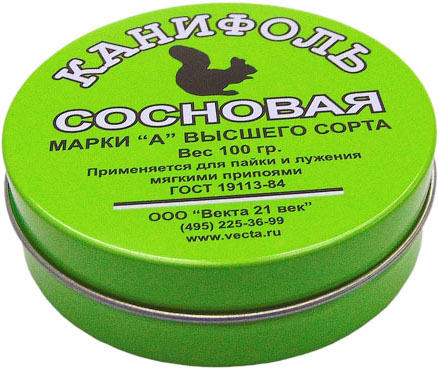 КАНИФОЛЬ
СОСНОВАЯ
МАРКИ "А" ВЫСШЕГО СОРТА
Вес 100 гр.
Применяется для пайки и лужения
мягкими припоями
ГОСТ 19113-84
ООО "Векта 21 век"
(495) 225-36-99
www.vecta.ru